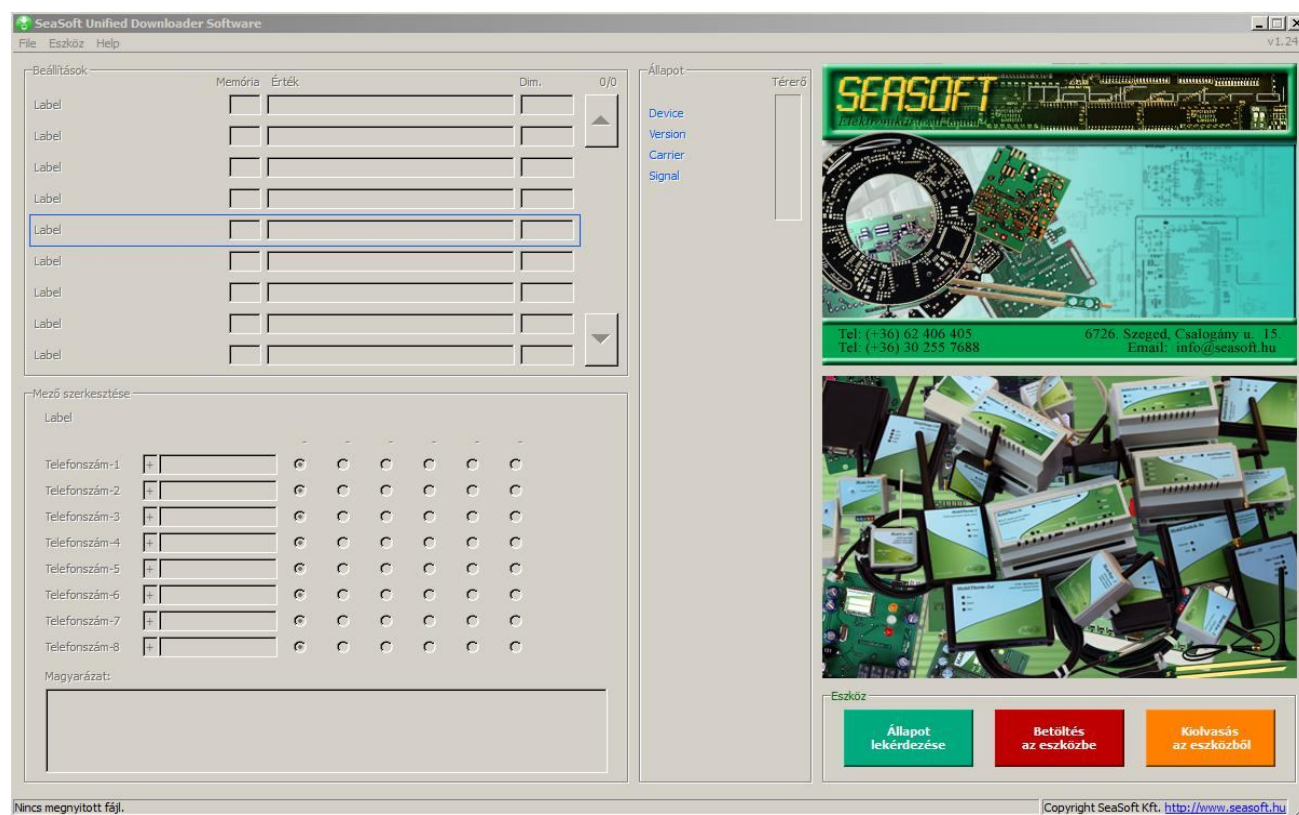 SeaSoft Unified Downloader Software
File Eszköz Help
v1.24
Beállítások
Memória Érték Dim. 0/0
Label
Label
Label
Label
Label
Label
Label
Label
Label
Mező szerkesztése
Label
- - - - - -
Telefonszám-1 +
Telefonszám-2 +
Telefonszám-3 +
Telefonszám-4 +
Telefonszám-5 +
Telefonszám-6 +
Telefonszám-7 +
Telefonszám-8 +
Magyarázat:
Állapot
Térerő
Device
Version
Carrier
Signal
SEASOFT
Tel: (+36) 62 406 405 6726. Szeged, Csalogány u. 15.
Tel: (+36) 30 255 7688 Email: info@seasoft.hu
Eszköz
Állapot
lekérdezése
Betöltés
az eszközbe
Kiolvasás
az eszközből
Nincs megnyitott fájl.
Copyright SeaSoft Kft. http://www.seasoft.hu